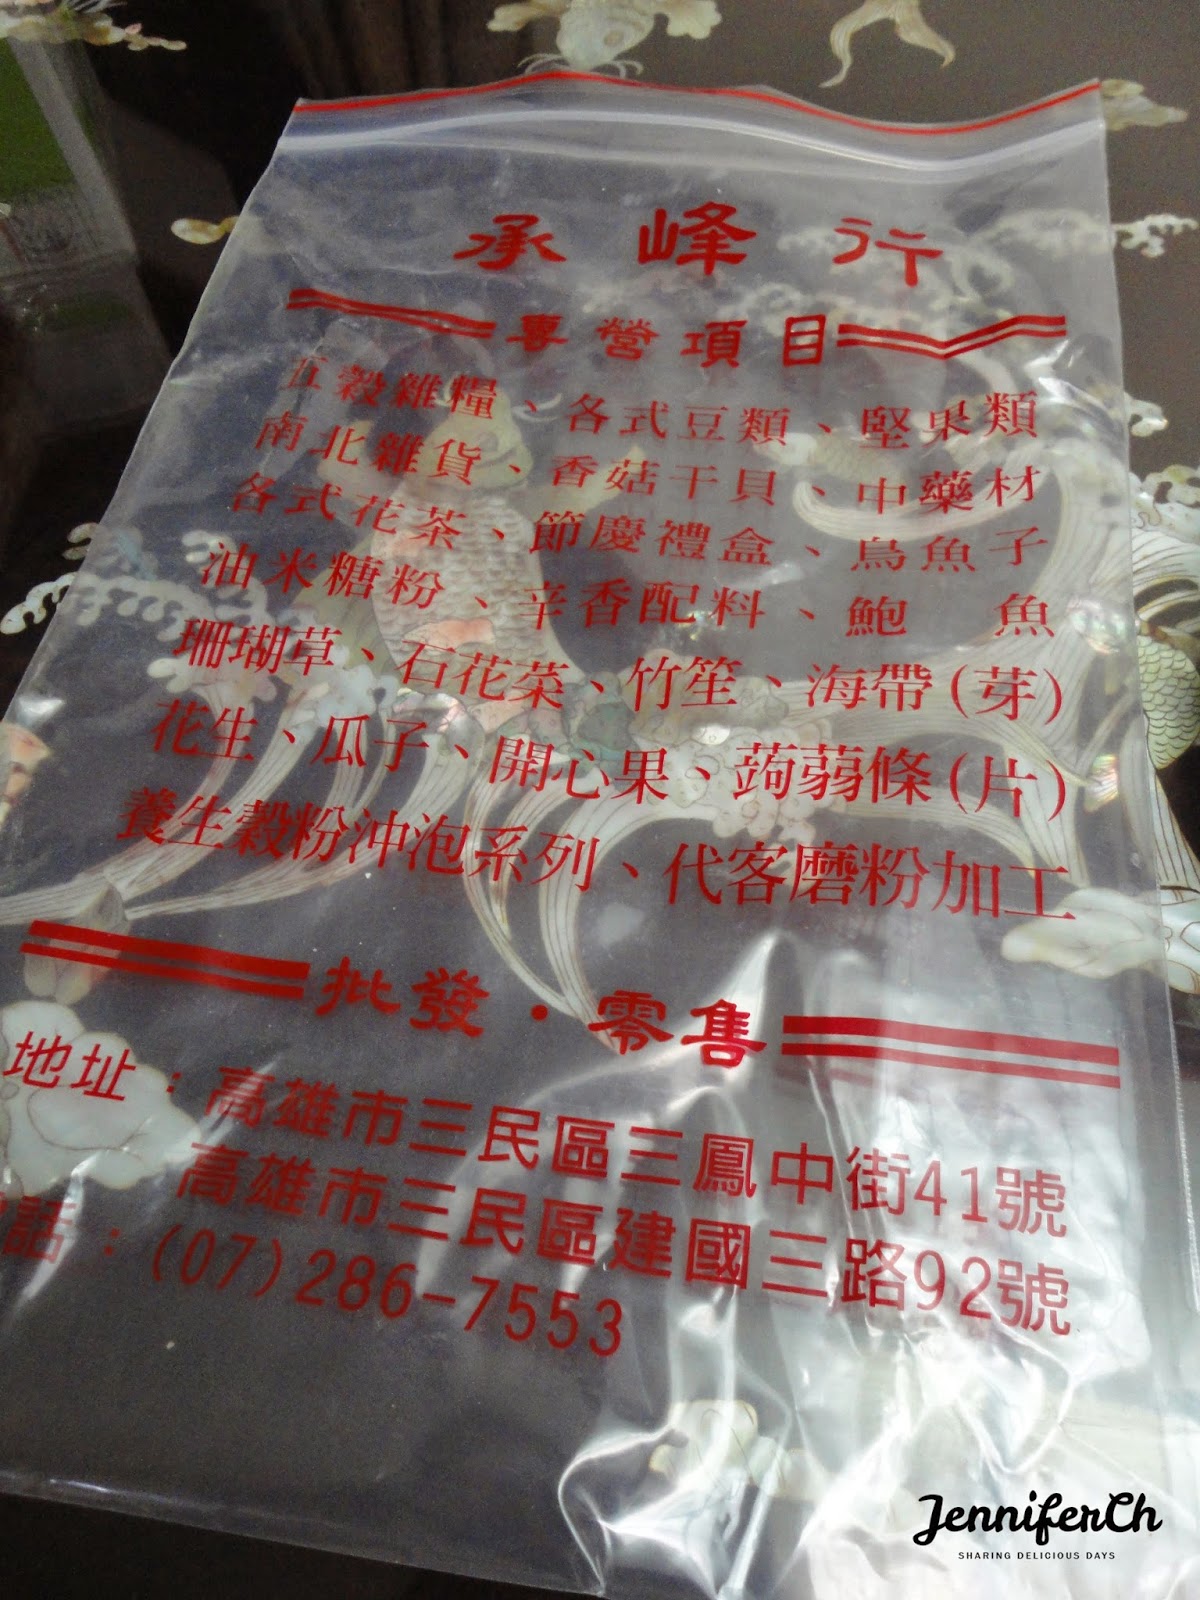 承峰行
專營項目
五穀雜糧、各式豆類、堅果類
南北雜貨、香菇干貝、中藥材
各式花茶、節慶禮盒、烏魚子
油米糖粉、辛香配料、鮑 魚
珊瑚草、石花菜、竹笙、海帶(芽)
花生、瓜子、開心果、蒟蒻條(片)
養生穀粉沖泡系列、代客磨粉加工
批發·零售
地址:高雄市三民區三鳳中街41號
高雄市三民區建國三路92號
電話:(07)286-7553
JenniferCh
SHARING DELICIOUS DAYS